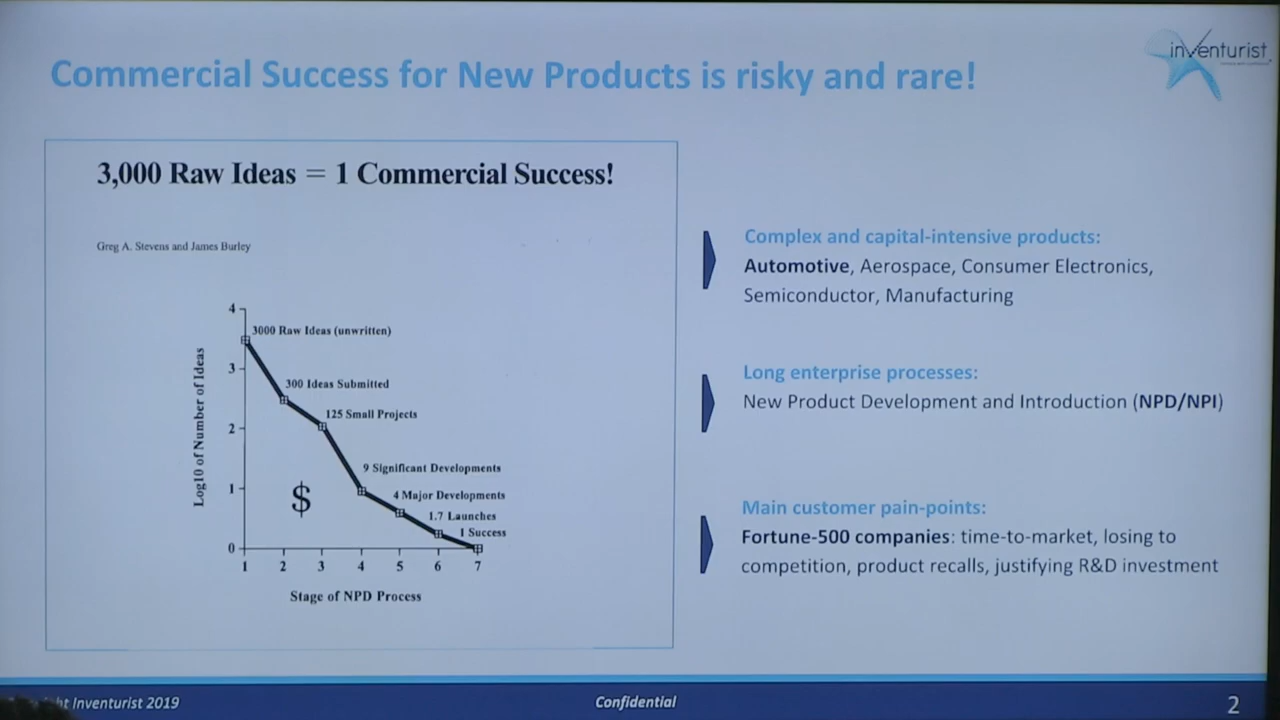 Commercial Success for New Products is risky and rare!
inventurist
3,000 Raw Ideas = 1 Commercial Success!
Greg A. Stevens and James Burley
Log10 of Number of Ideas
4
3
2
1
0
3000 Raw Ideas (unwritten)
300 Ideas Submitted
125 Small Projects
9 Significant Developments
4 Major Developments
1.7 Launches
1 Success
$
1 2 3 4 5 6 7
Stage of NPD Process
Complex and capital-intensive products:
Automotive, Aerospace, Consumer Electronics,
Semiconductor, Manufacturing
Long enterprise processes:
New Product Development and Introduction (NPD/NPI)
Main customer pain-points:
Fortune-500 companies: time-to-market, losing to
competition, product recalls, justifying R&D investment
Inventurist 2019
Confidential
2